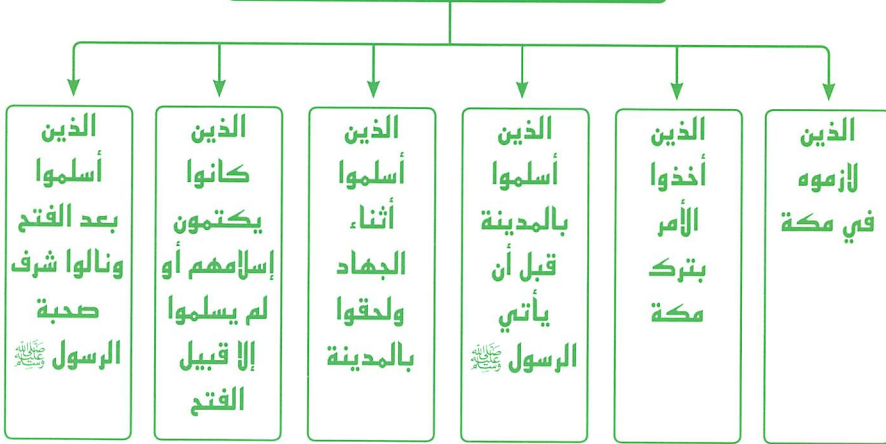 الذين
لازموه
في مكة
الذين
أخذوا
الأمر
بترك
مكة
الذين
أسلموا
بالمدينة
قبل أن
يأتي
الرسول ﷺ
الذين
أسلموا
أثناء
الجهاد
ولحقوا
بالمدينة
الذين
كانوا
يكتمون
إسلامهم أو
لم يسلموا
إلا قبيل
الفتح
الذين
أسلموا
بعد الفتح
ونالوا شرف
صحبة
الرسول ﷺ